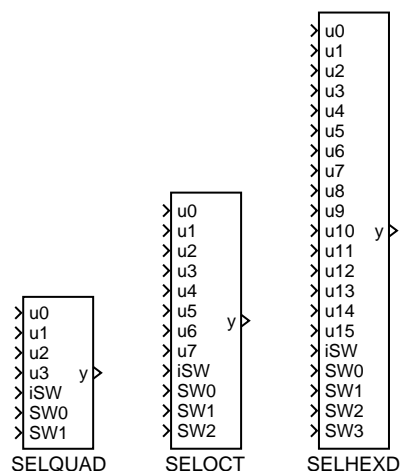 u0
u1
u2
u3
iSW
SW0
SW1
y
SELQUAD
u0
u1
u2
u3
u4
u5
u6
u7
iSW
SW0
SW1
SW2
y
SELOCT
u0
u1
u2
u3
u4
u5
u6
u7
u8
u9
u10
u11
u12
u13
u14
u15
iSW
SW0
SW1
SW2
SW3
y
SELHEXD